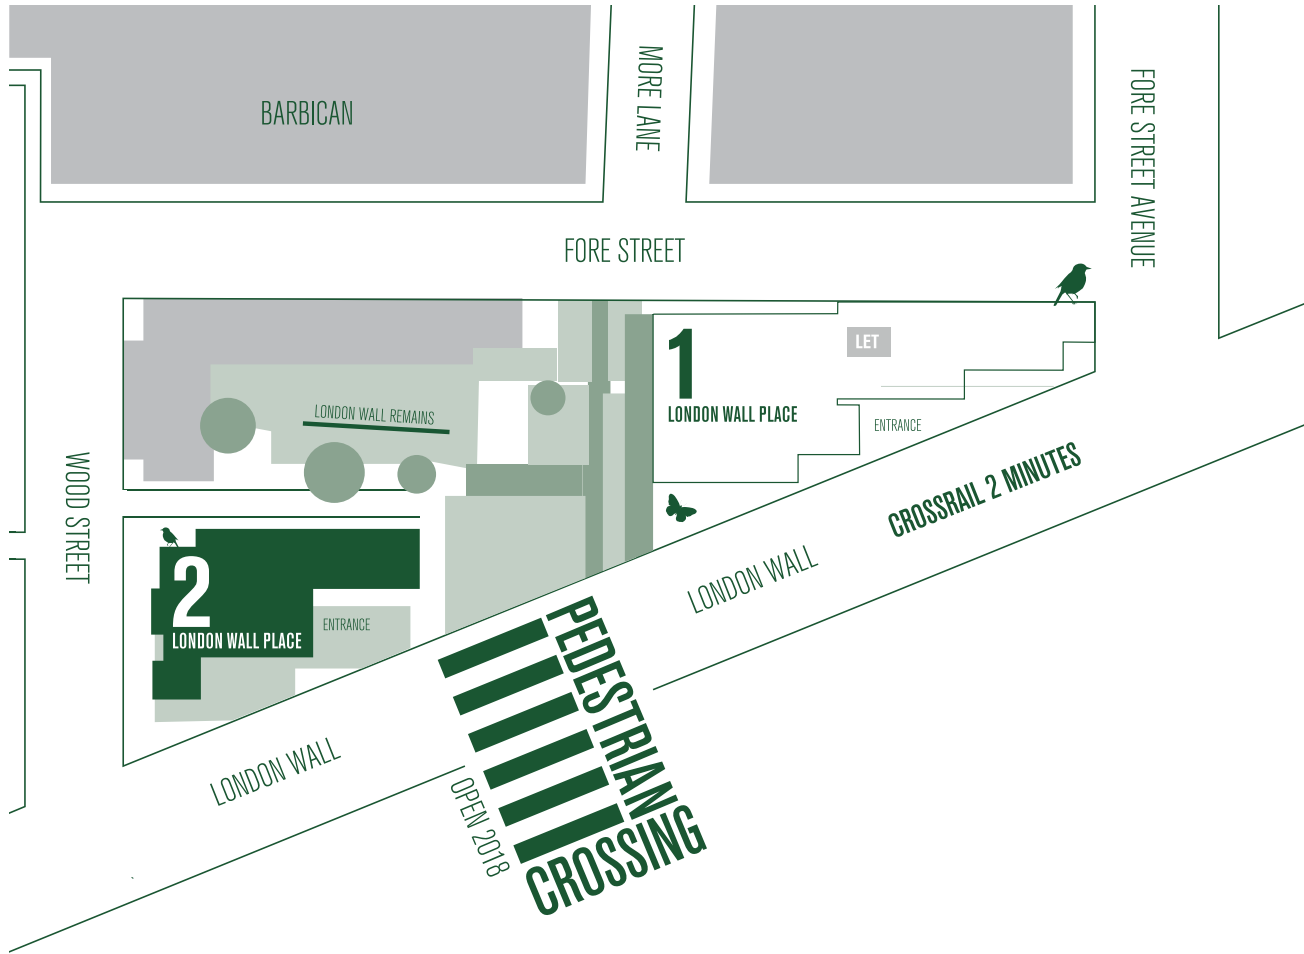 BARBICAN
MORE LANE
FORE STREET AVENUE
FORE STREET
1
LONDON WALL PLACE
LET
ENTRANCE
LONDON WALL REMAINS
WOOD STREET
2
LONDON WALL PLACE
ENTRANCE
CROSSRAIL 2 MINUTES
LONDON WALL
LONDON WALL
PEDESTRIAN
CROSSING
OPEN 2018